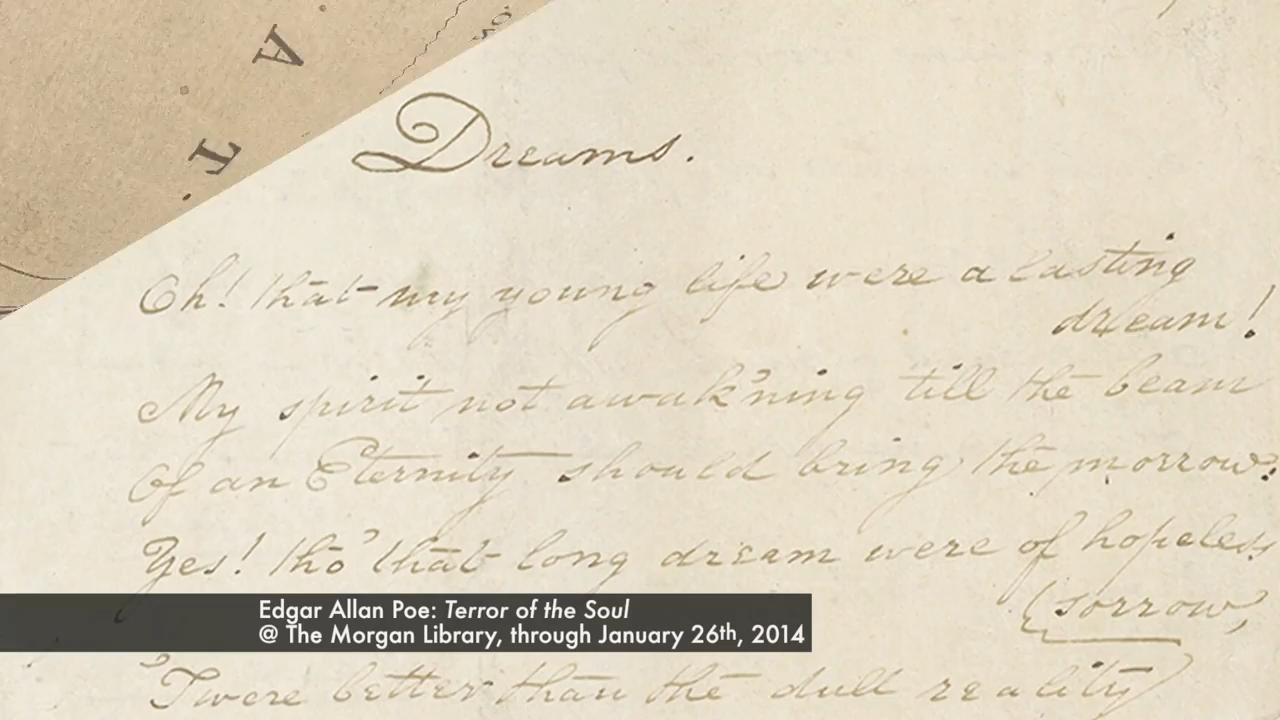 A
T.
Dreams.
Oh! that my young life were a lasting
dream!
My spirit not awak'ning till the beam
Of an Eternity should bring the morrow:
Yes! tho' that long dream were of hopeless
(sorrow,
Edgar Allan Poe: Terror of the Soul
@ The Morgan Library, through January 26th, 2014
'Twere better than the dull reality